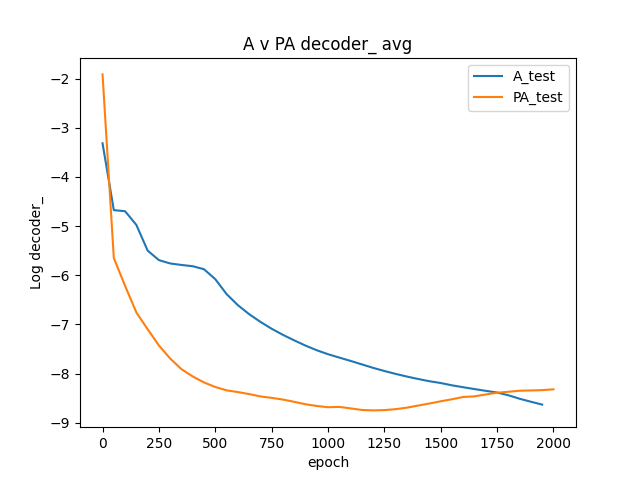 A v PA decoder_ avg
A_test
PA_test
Log decoder_
−2
−3
−4
−5
−6
−7
−8
−9
0 250 500 750 1000 1250 1500 1750 2000
epoch